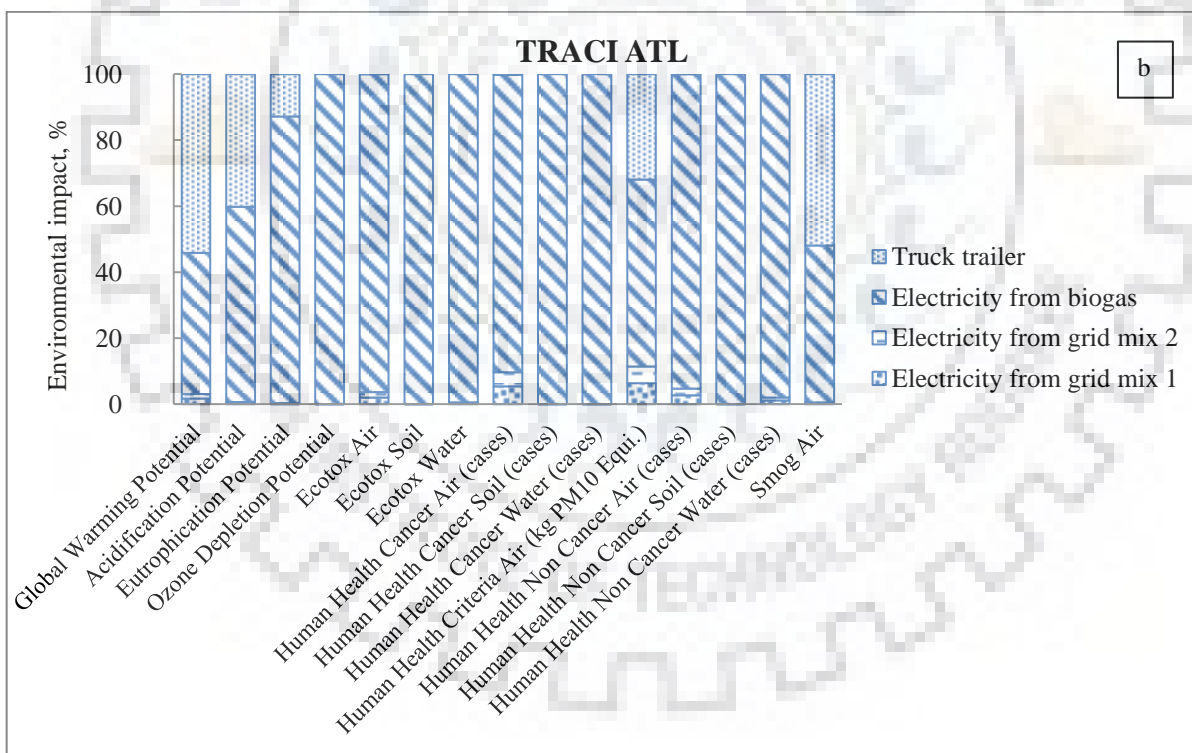 TRACI ATL
b
Environmental impact, %
100
80
60
40
20
0
Global Warming Potential
Acidification Potential
Eutrophication Potential
Ozone Depletion Potential
Ecotox Air
Ecotox Soil
Ecotox Water
Human Health Cancer Air (cases)
Human Health Cancer Soil (cases)
Human Health Cancer Water (cases)
Human Health Criteria Air (kg PM10 Equi.)
Human Health Non Cancer Air (cases)
Human Health Non Cancer Soil (cases)
Human Health Non Cancer Water (cases)
Smog Air
Truck trailer
Electricity from biogas
Electricity from grid mix 2
Electricity from grid mix 1
TECHNOLOGY